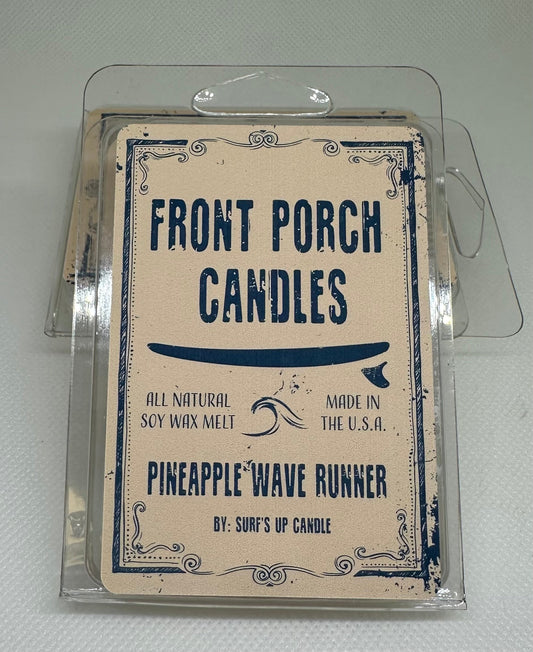 FRONT PORCH
CANDLES
ALL NATURAL
SOY WAX MELT
MADE IN
THE U.S.A.
PINEAPPLE WAVE RUNNER
BY: SURF'S UP CANDLE